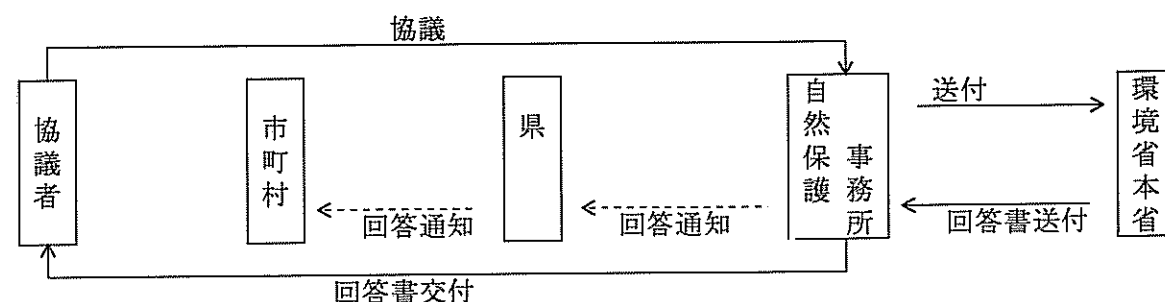 協議
協議者
市町村
県
自然保護
事務所
送付
環境省本省
回答通知
回答通知
回答書送付
回答書交付